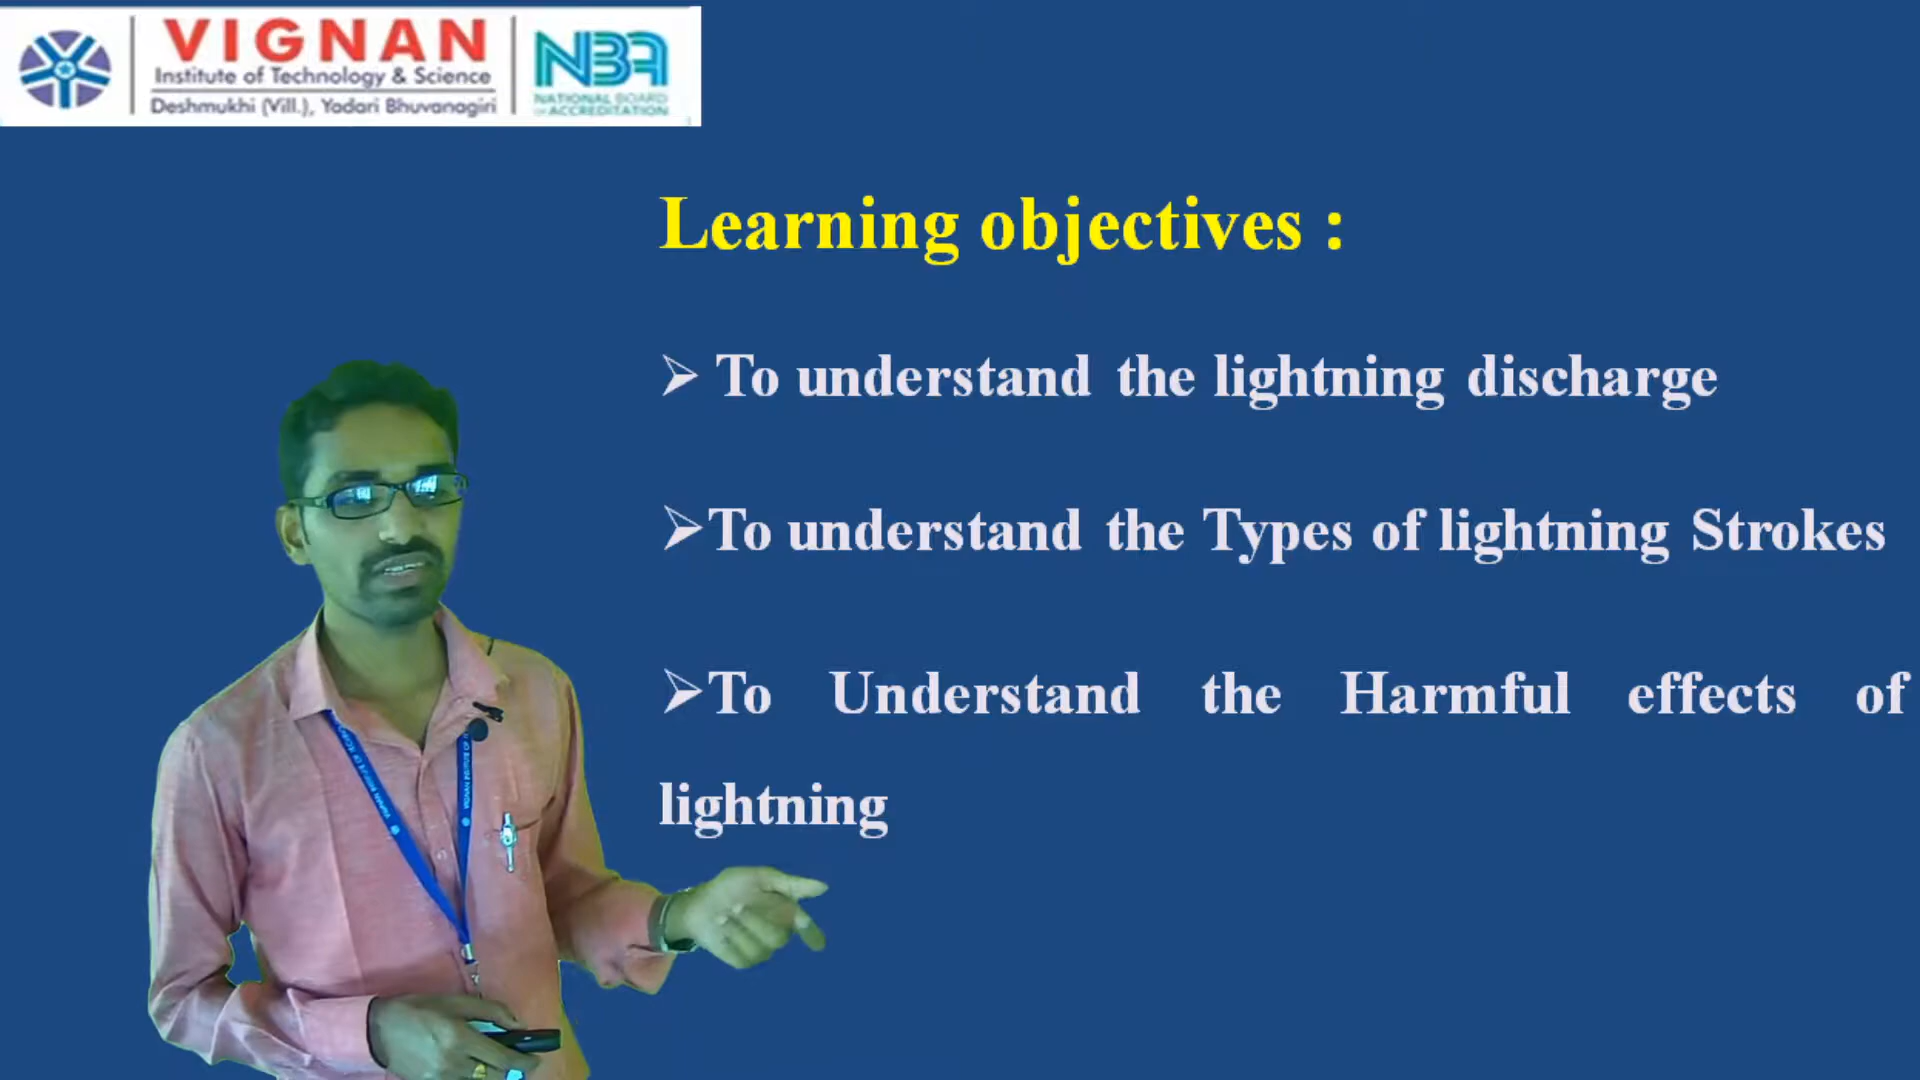 VIGNAN
Institute of Technology & Science
Deshmukhi (Vill.), Yadari Bhuvanagiri
NBA
NATIONAL BOARD
OF ACCREDITATION
Learning objectives :
➢ To understand the lightning discharge
➢To understand the Types of lightning Strokes
➢To Understand the Harmful effects of
lightning